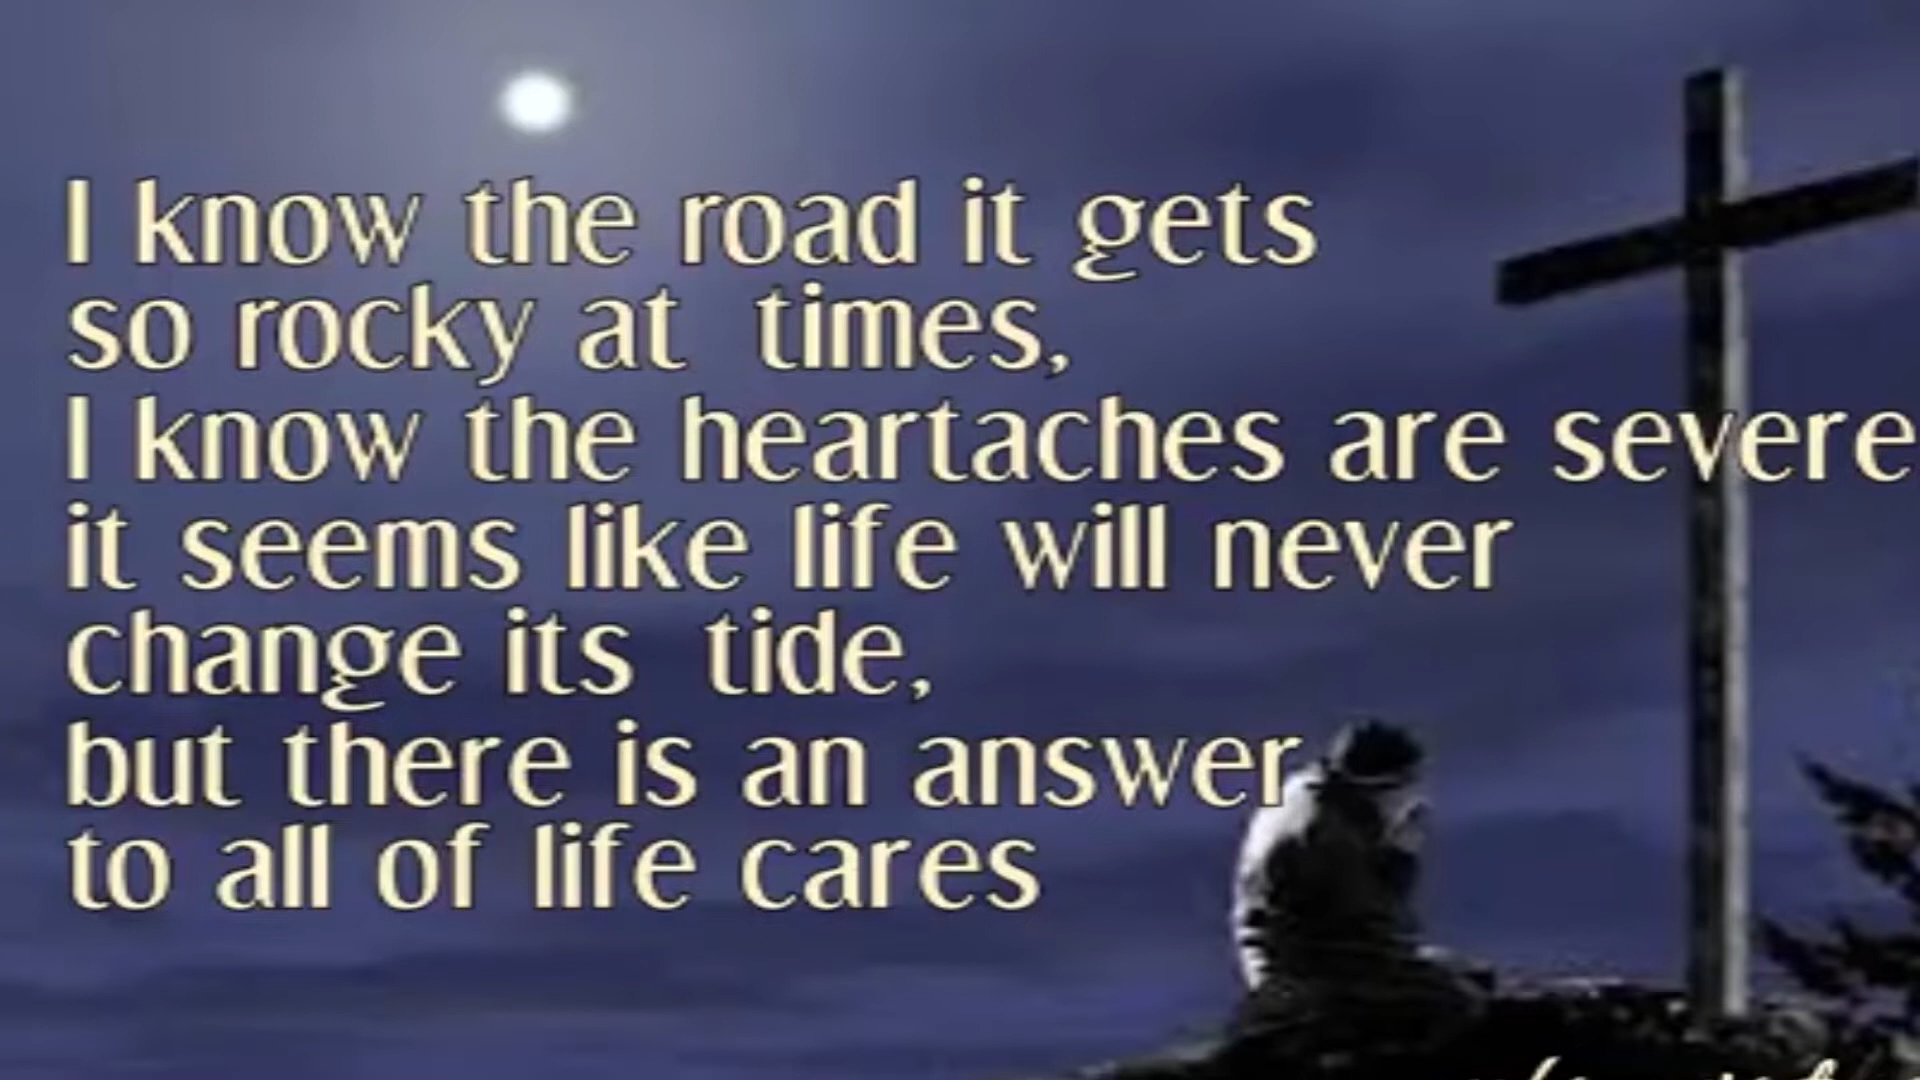 I know the road it gets
so rocky at times,
I know the heartaches are severe
it seems like life will never
change its tide,
but there is an answer
to all of life cares